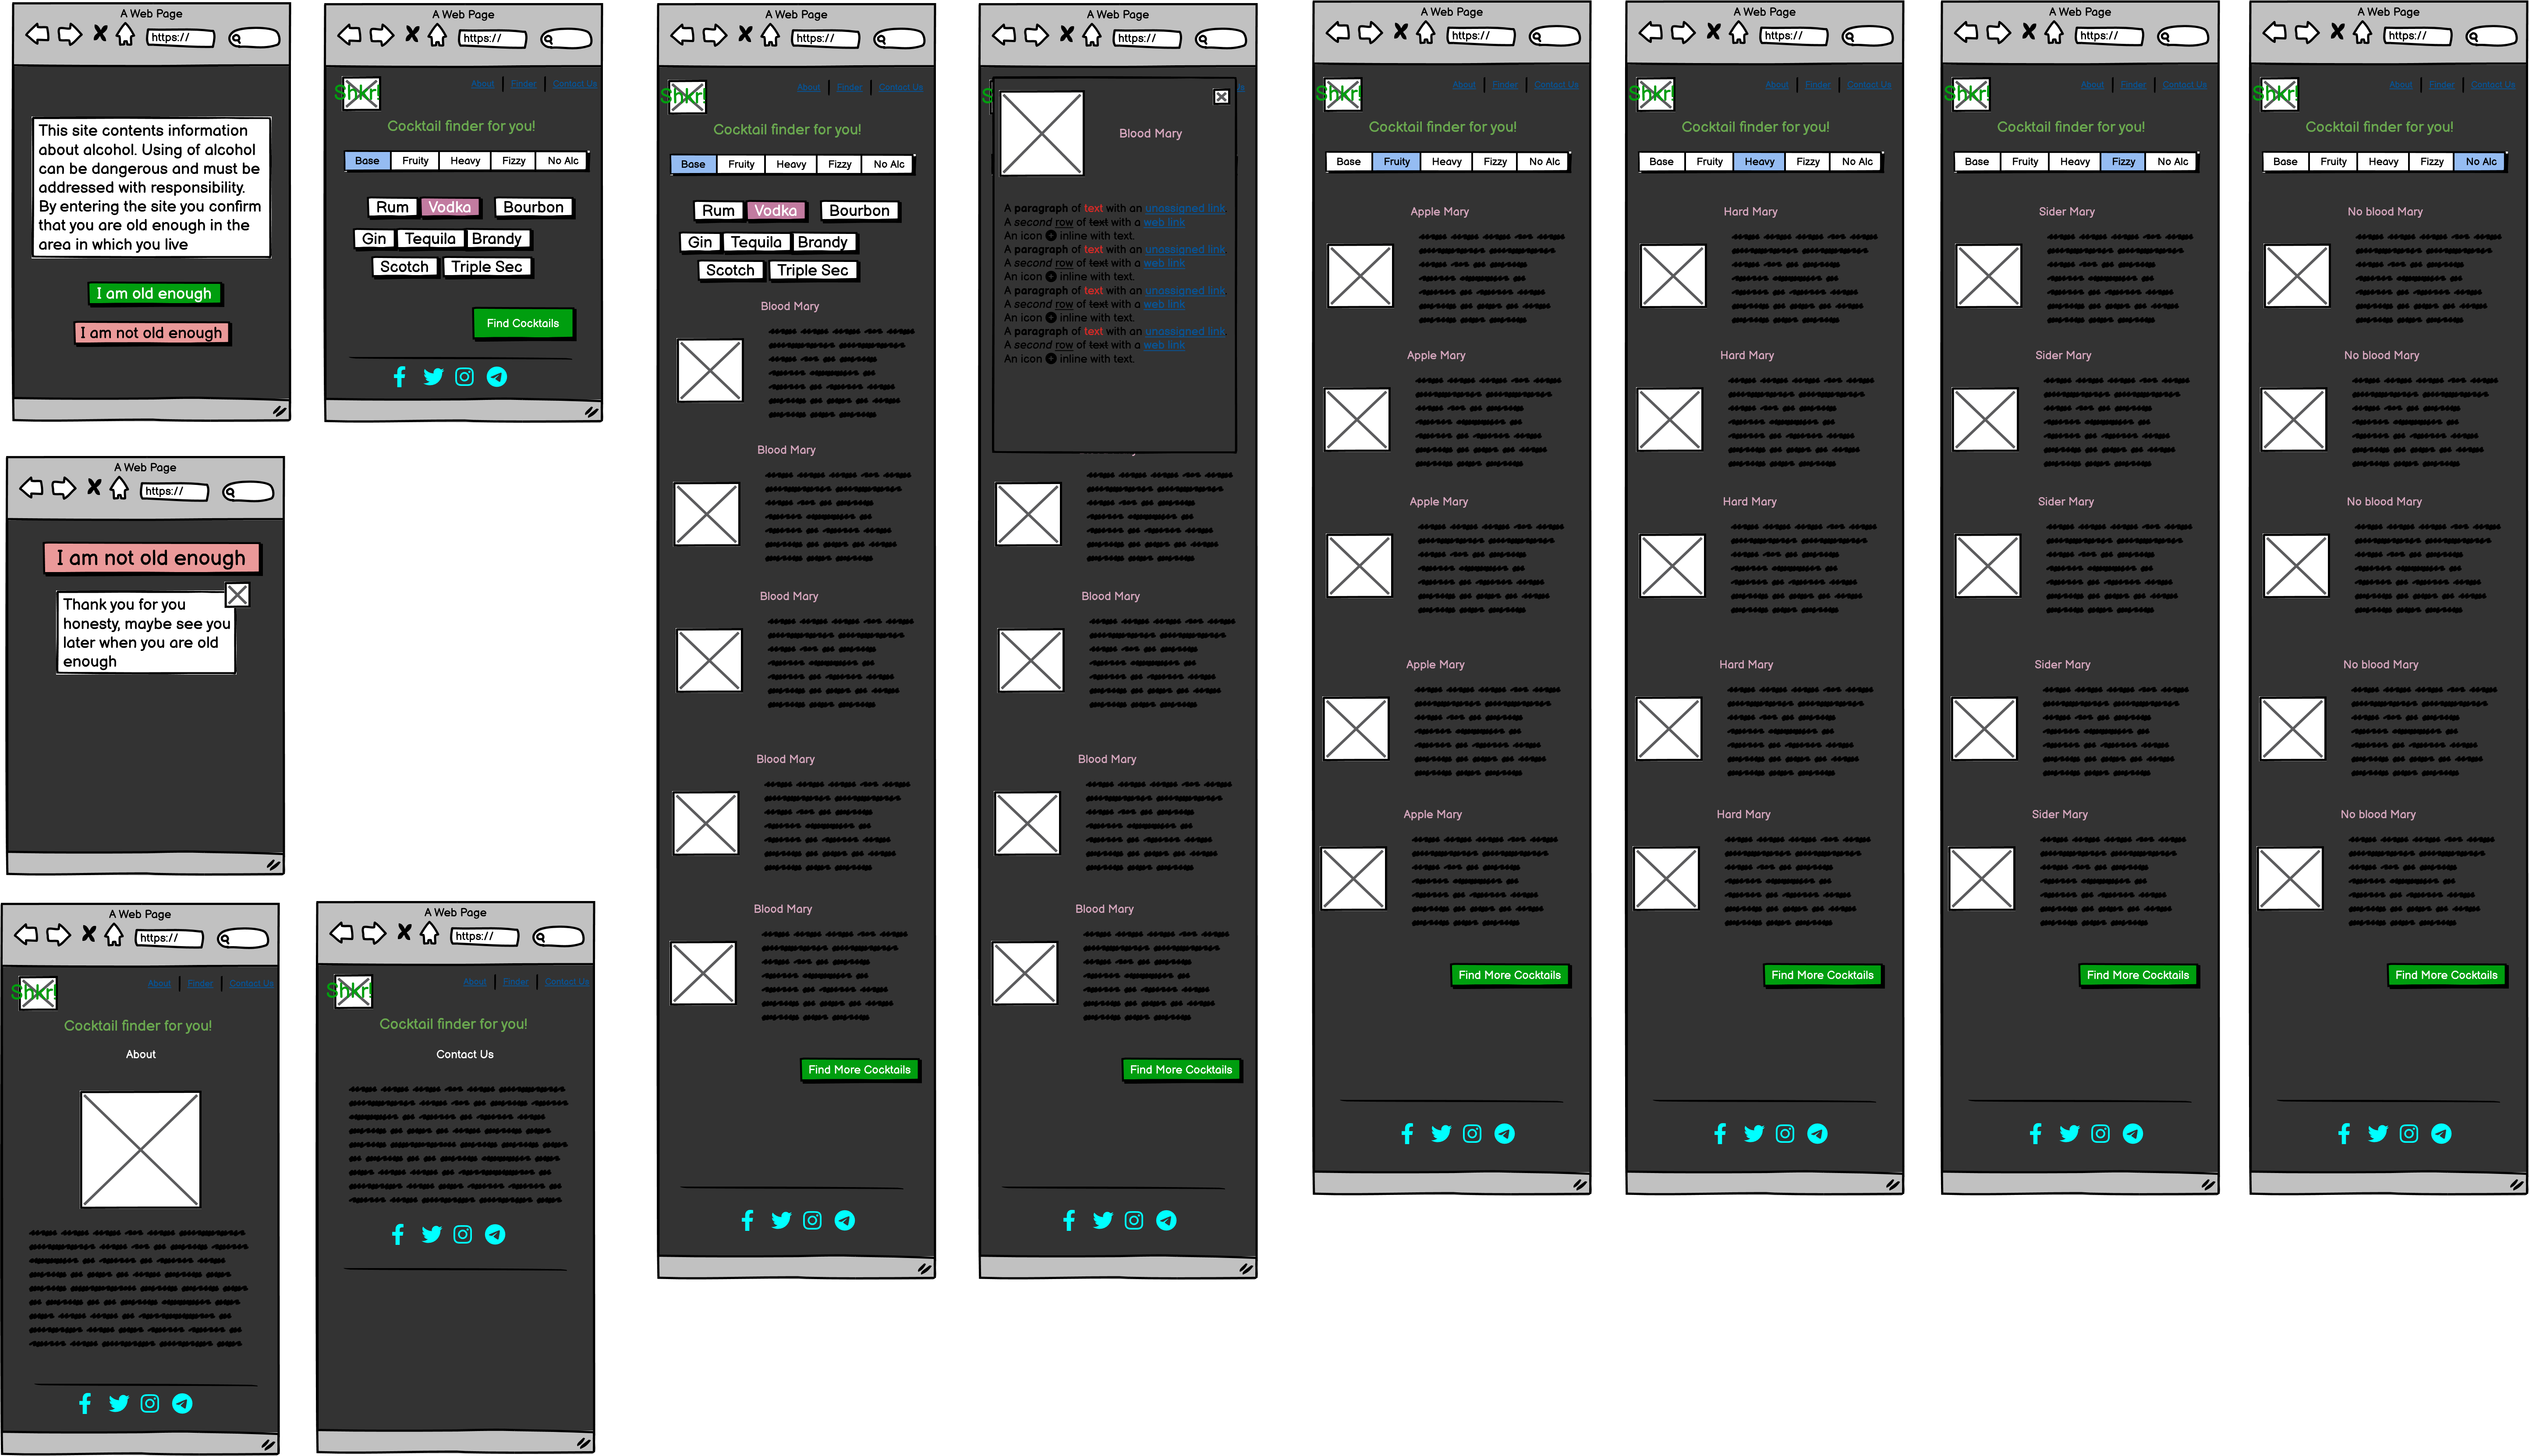 A Web Page
https://
This site contents information
about alcohol. Using of alcohol
can be dangerous and must be
addressed with responsibility.
By entering the site you confirm
that you are old enough in the
area in which you live
I am old enough
I am not old enough
A Web Page
https://
Shkr!
About Finder Contact Us
Cocktail finder for you!
Base Fruity Heavy Fizzy No Alc
Rum Vodka Bourbon
Gin Tequila Brandy
Scotch Triple Sec
Find Cocktails
A Web Page
https://
I am not old enough
Thank you for you
honesty, maybe see you
later when you are old
enough
A Web Page
https://
Shkr!
About Finder Contact Us
Cocktail finder for you!
About
A Web Page
https://
Shkr!
About Finder Contact Us
Cocktail finder for you!
Contact Us
A Web Page
https://
Shkr!
About Finder Contact Us
Cocktail finder for you!
Base Fruity Heavy Fizzy No Alc
Rum Vodka Bourbon
Gin Tequila Brandy
Scotch Triple Sec
Blood Mary
Blood Mary
Blood Mary
Blood Mary
Blood Mary
Find More Cocktails
A Web Page
https://
Blood Mary
A paragraph of text with an unassigned link.
A second row of text with a web link
An icon inline with text.
A paragraph of text with an unassigned link.
A second row of text with a web link
An icon inline with text.
A paragraph of text with an unassigned link.
A second row of text with a web link
An icon inline with text.
A paragraph of text with an unassigned link.
A second row of text with a web link
An icon inline with text.
Blood Mary
Blood Mary
Blood Mary
Find More Cocktails
A Web Page
https://
Shkr!
About Finder Contact Us
Cocktail finder for you!
Base Fruity Heavy Fizzy No Alc
Apple Mary
Apple Mary
Apple Mary
Apple Mary
Apple Mary
Find More Cocktails
A Web Page
https://
Shkr!
About Finder Contact Us
Cocktail finder for you!
Base Fruity Heavy Fizzy No Alc
Hard Mary
Hard Mary
Hard Mary
Hard Mary
Hard Mary
Find More Cocktails
A Web Page
https://
Shkr!
About Finder Contact Us
Cocktail finder for you!
Base Fruity Heavy Fizzy No Alc
Sider Mary
Sider Mary
Sider Mary
Sider Mary
Sider Mary
Find More Cocktails
A Web Page
https://
Shkr!
About Finder Contact Us
Cocktail finder for you!
Base Fruity Heavy Fizzy No Alc
No blood Mary
No blood Mary
No blood Mary
No blood Mary
No blood Mary
Find More Cocktails